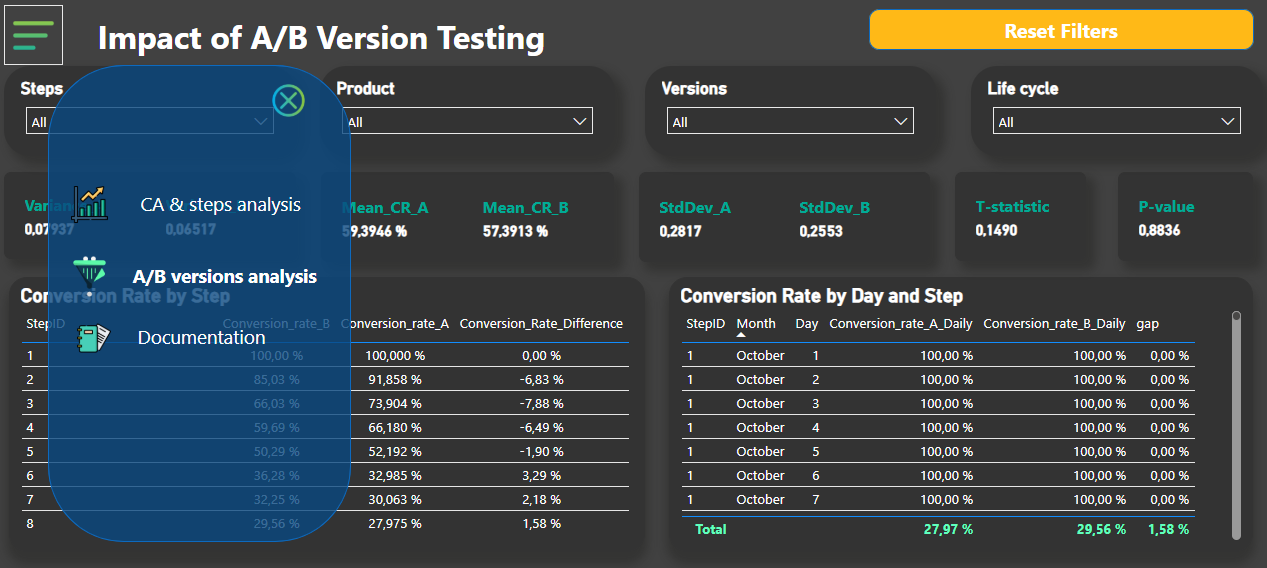 Impact of A/B Version Testing
Reset Filters
Steps Product Versions Life cycle
All All All All
CA & steps analysis
A/B versions analysis
Documentation
Mean_CR_A Mean_CR_B StdDev_A StdDev_B T-statistic P-value
0,07937 0,06517 59,3946 % 57,3913 % 0,2817 0,2553 0,1490 0,8836
Conversion Rate by Step
StepID Conversion_rate_B Conversion_rate_A Conversion_Rate_Difference
1 100,00 % 100,000 % 0,00 %
2 85,03 % 91,858 % -6,83 %
3 66,03 % 73,904 % -7,88 %
4 59,69 % 66,180 % -6,49 %
5 50,29 % 52,192 % -1,90 %
6 36,28 % 32,985 % 3,29 %
7 32,25 % 30,063 % 2,18 %
8 29,56 % 27,975 % 1,58 %
Conversion Rate by Day and Step
StepID Month Day Conversion_rate_A_Daily Conversion_rate_B_Daily gap
1 October 1 100,00 % 100,00 % 0,00 %
1 October 2 100,00 % 100,00 % 0,00 %
1 October 3 100,00 % 100,00 % 0,00 %
1 October 4 100,00 % 100,00 % 0,00 %
1 October 5 100,00 % 100,00 % 0,00 %
1 October 6 100,00 % 100,00 % 0,00 %
1 October 7 100,00 % 100,00 % 0,00 %
Total 27,97 % 29,56 % 1,58 %